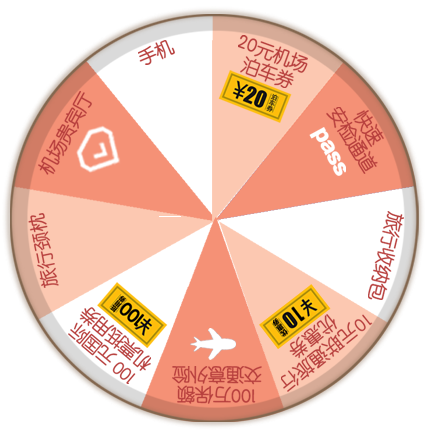 20元机场
泊车券
¥20
泊车券
快速
安检通道
pass
旅行收纳包
10元联通旅行
优惠券
¥10
100万保额
交通意外险
100元国际
机票抵用券
¥100
旅行颈枕
机场贵宾厅
手机